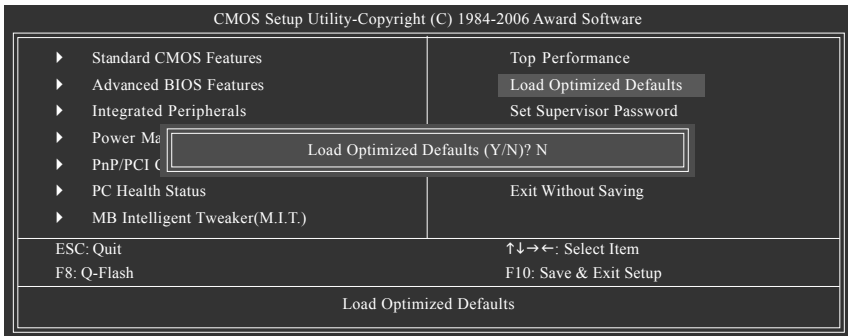 CMOS Setup Utility-Copyright (C) 1984-2006 Award Software
Standard CMOS Features
Advanced BIOS Features
Integrated Peripherals
Power Ma
PnP/PCI
PC Health Status
MB Intelligent Tweaker(M.I.T.)
Top Performance
Load Optimized Defaults
Set Supervisor Password
Exit Without Saving
Load Optimized Defaults (Y/N)? N
ESC: Quit
↑↓→←: Select Item
F8: Q-Flash
F10: Save & Exit Setup
Load Optimized Defaults